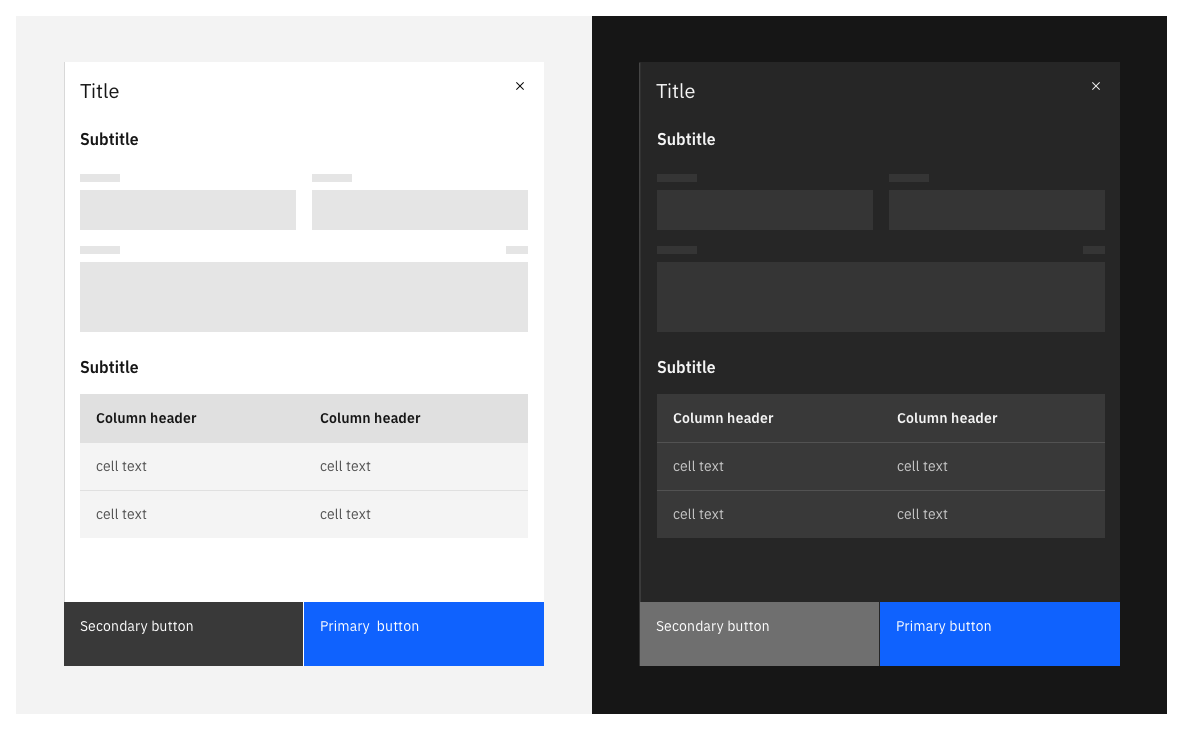 Title
Subtitle
Subtitle
Column header Column header
cell text cell text
cell text cell text
Secondary button Primary  button
Title
Subtitle
Subtitle
Column header Column header
cell text cell text
cell text cell text
Secondary button Primary button